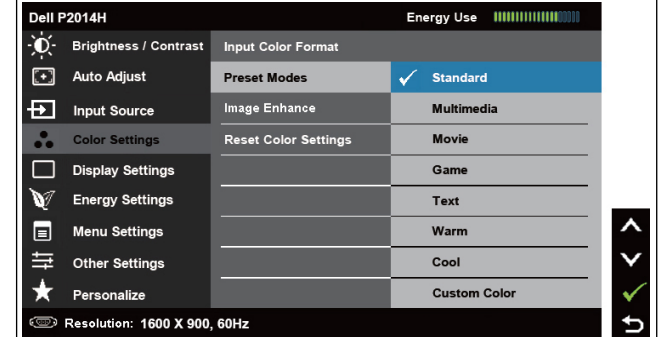 Dell P2014H Energy Use
Brightness / Contrast Input Color Format
Auto Adjust Preset Modes Standard
Input Source Image Enhance Multimedia
Color Settings Reset Color Settings Movie
Display Settings Game
Energy Settings Text
Menu Settings Warm
Other Settings Cool
Personalize Custom Color
Resolution: 1600 X 900, 60Hz